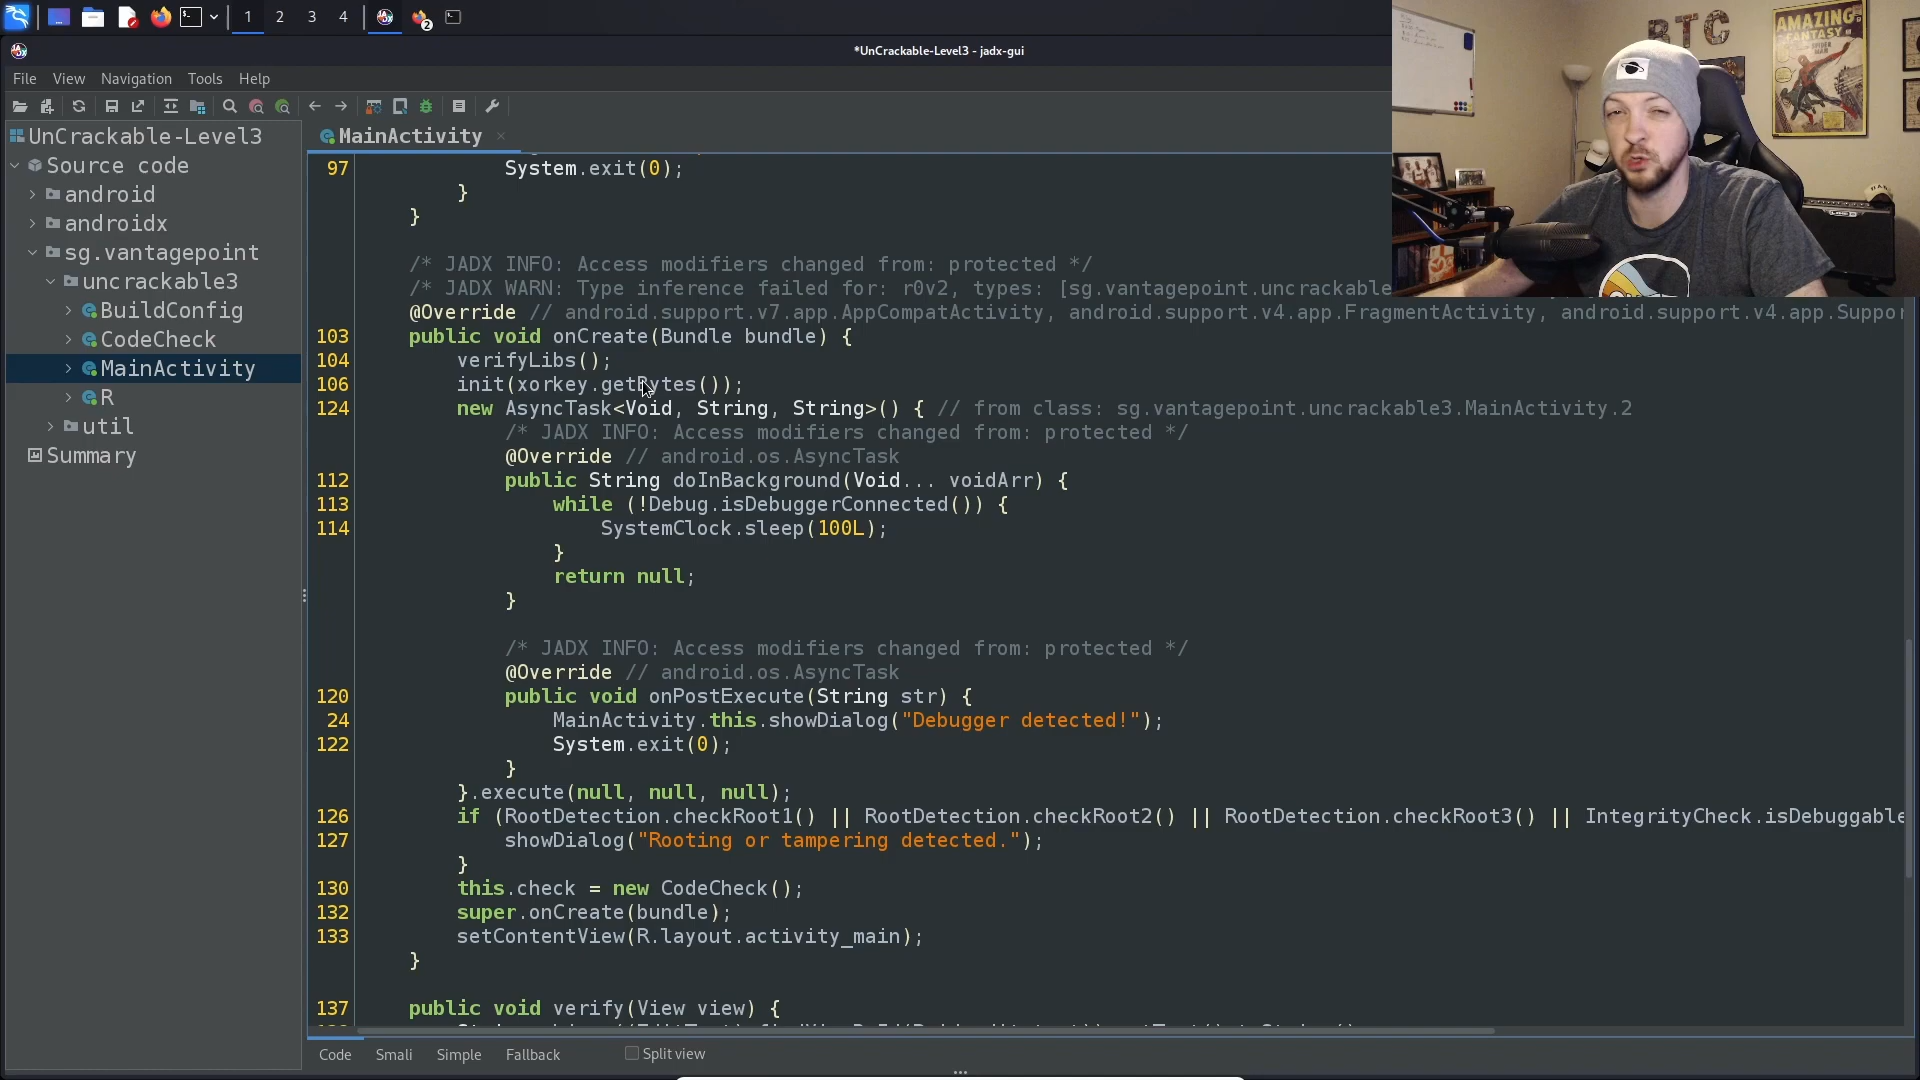 1 2 3 4 2
*UnCrackable-Level3 - jadx-gui
File View Navigation Tools Help
UnCrackable-Level3
Source code
android
androidx
sg.vantagepoint
uncrackable3
BuildConfig
CodeCheck
MainActivity
R
util
Summary
MainActivity
97 System.exit(0);
}
}
/* JADX INFO: Access modifiers changed from: protected */
/* JADX WARN: Type inference failed for: r0v2, types: [sg.vantagepoint.uncrackable
@Override // android.support.v7.app.AppCompatActivity, android.support.v4.app.FragmentActivity, android.support.v4.app.Suppor
103 public void onCreate(Bundle bundle) {
104 verifyLibs();
106 init(xorkey.getBytes());
124 new AsyncTask<Void, String, String>() { // from class: sg.vantagepoint.uncrackable3.MainActivity.2
/* JADX INFO: Access modifiers changed from: protected */
@Override // android.os.AsyncTask
112 public String doInBackground(Void... voidArr) {
113 while (!Debug.isDebuggerConnected()) {
114 SystemClock.sleep(100L);
}
return null;
}
/* JADX INFO: Access modifiers changed from: protected */
@Override // android.os.AsyncTask
120 public void onPostExecute(String str) {
24 MainActivity.this.showDialog("Debugger detected!");
122 System.exit(0);
}
}.execute(null, null, null);
126 if (RootDetection.checkRoot1() || RootDetection.checkRoot2() || RootDetection.checkRoot3() || IntegrityCheck.isDebuggable
127 showDialog("Rooting or tampering detected.");
}
130 this.check = new CodeCheck();
132 super.onCreate(bundle);
133 setContentView(R.layout.activity_main);
}
137 public void verify(View view) {
Code Smali Simple Fallback Split view
BTC
AMAZING
FANTASY